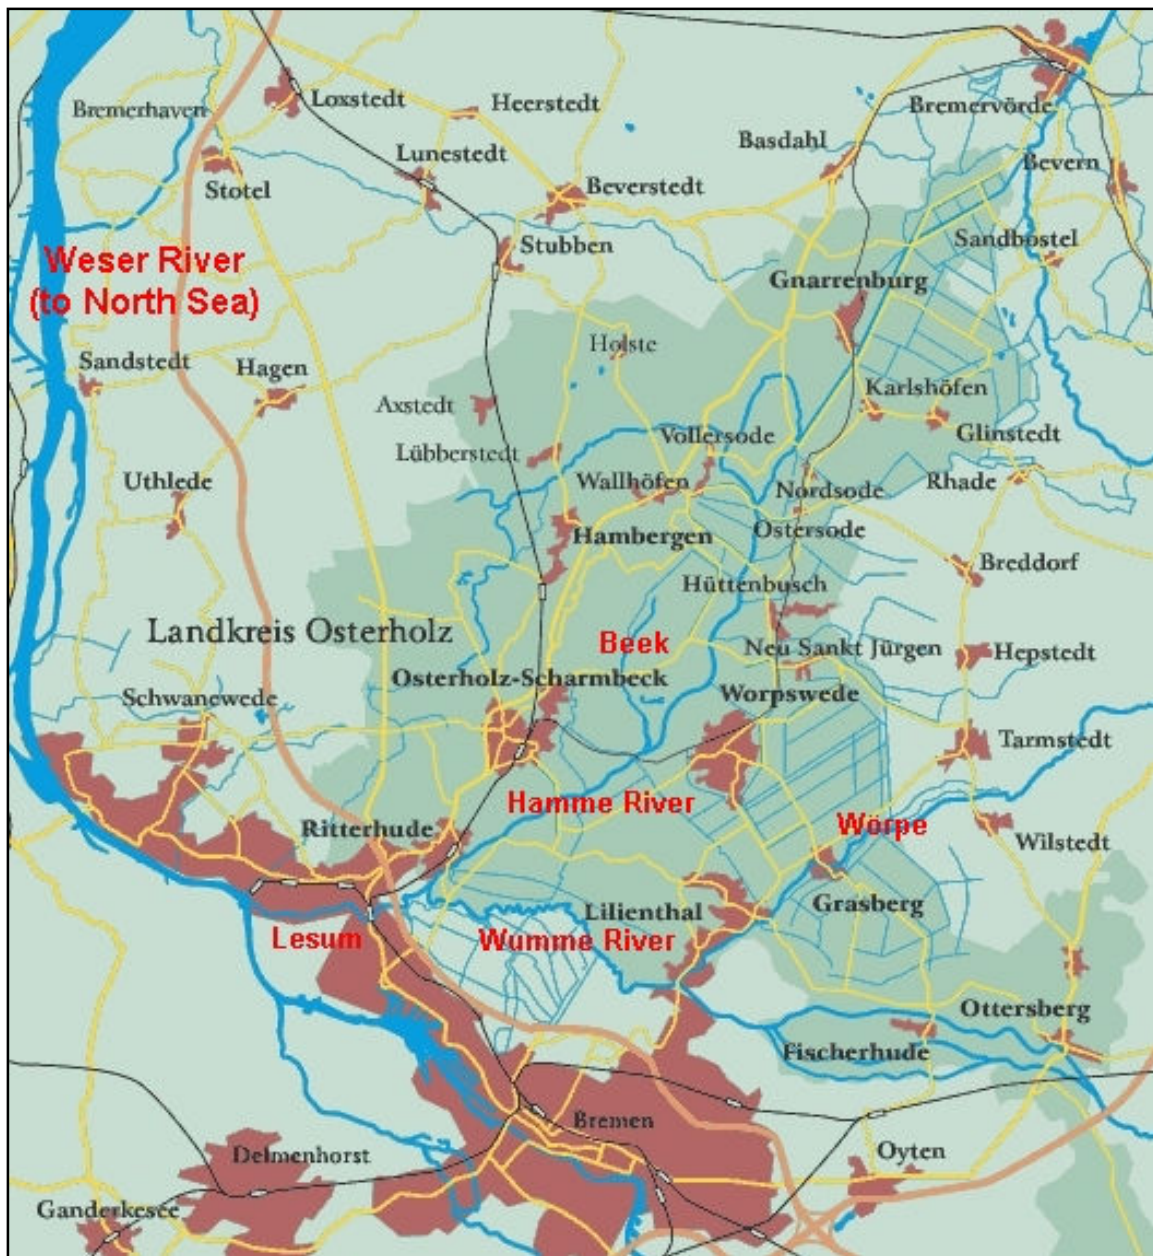 Bremervörde
Loxstedt
Heerstedt
Bremerhaven
Basdahl
Lunestedt
Bevern
Stotel
Beverstedt
Stubben
Sandbostel
Weser River
(to North Sea)
Gnarrenburg
Holste
Sandstedt
Hagen
Karlshöfen
Axstedt
Glinstedt
Vollersode
Lübberstedt
Uthlede
Wallhöfen
Nordsode
Rhade
Hambergen
Ostersode
Breddorf
Hüttenbusch
Landkreis Osterholz
Beek
Neu Sankt Jürgen
Hepstedt
Osterholz-Scharmbeck
Worpswede
Schwanewede
Tarmstedt
Hamme River
Ritterhude
Wörpe
Wilstedt
Lilienthal
Grasberg
Lesum
Wumme River
Ottersberg
Fischerhude
Bremen
Delmenhorst
Oyten
Ganderkesee